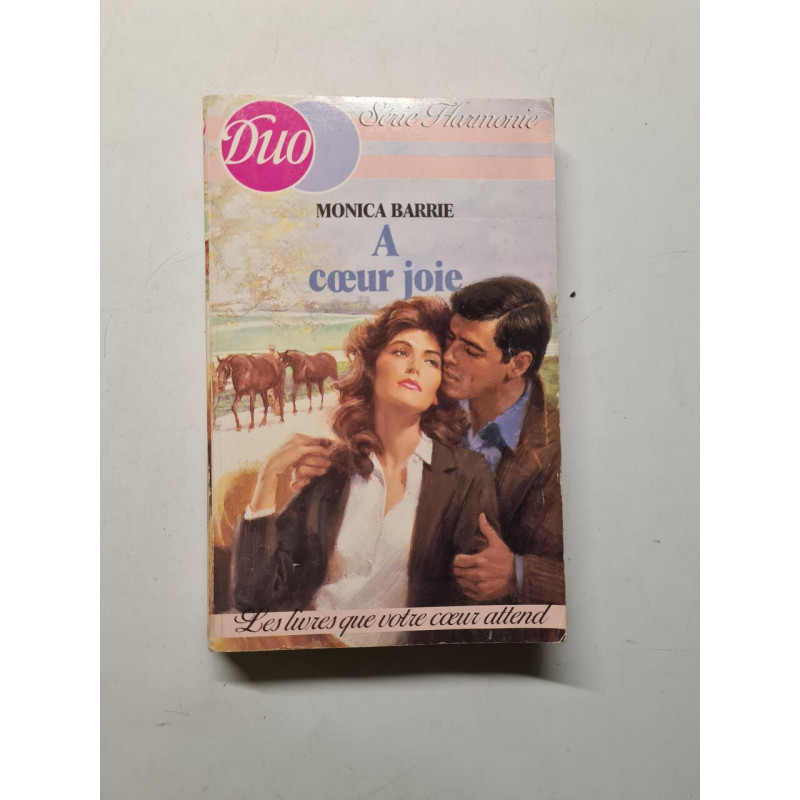 Duo
Série Harmonie
MONICA BARRIE
A
cœur joie
Les livres que votre cœur attend